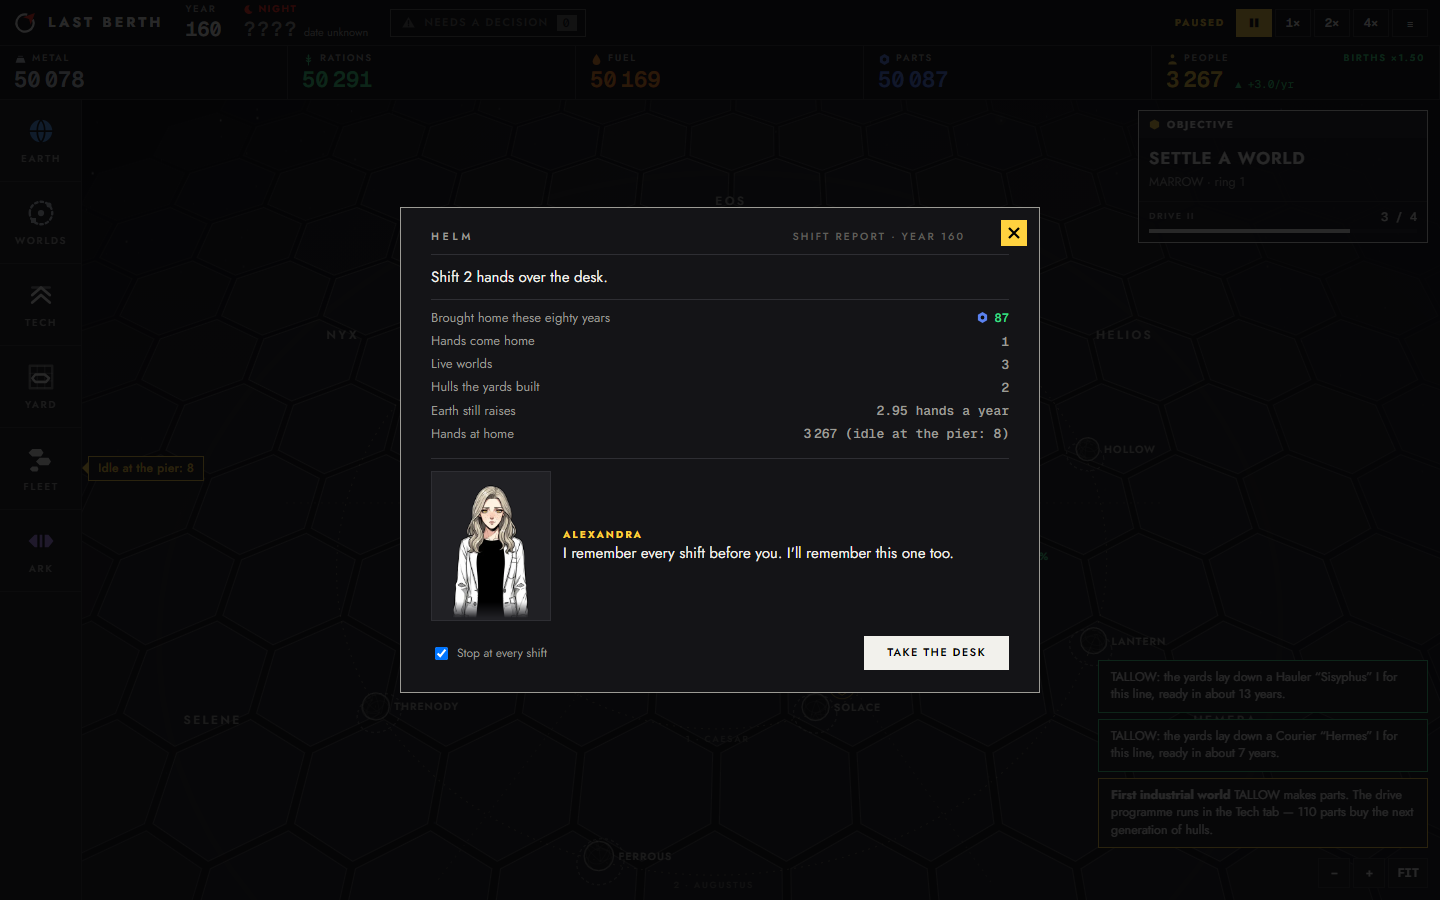 LAST BERTH
YEAR
160
NIGHT
????
date unknown
NEEDS A DECISION
PAUSED
1×
2×
4×
METAL
50 078
RATIONS
50 291
FUEL
50 169
PARTS
50 087
PEOPLE
BIRTHS ×1.50
3 267
▲ +3.0/yr
EARTH
WORLDS
TECH
YARD
FLEET
ARK
Idle at the pier: 8
OBJECTIVE
SETTLE A WORLD
MARROW · ring 1
DRIVE II
3 / 4
EOS
NYX
HELIOS
HOLLOW
LANTERN
THRENODY
SELENE
SOLACE
1 · CAESAR
FERROUS
2 · AUGUSTUS
HELM
SHIFT REPORT · YEAR 160
Shift 2 hands over the desk.
Brought home these eighty years
87
Hands come home
1
Live worlds
3
Hulls the yards built
2
Earth still raises
2.95 hands a year
Hands at home
3 267 (idle at the pier: 8)
ALEXANDRA
I remember every shift before you. I'll remember this one too.
Stop at every shift
TAKE THE DESK
TALLOW: the yards lay down a Hauler “Sisyphus” I for
this line, ready in about 13 years.
TALLOW: the yards lay down a Courier “Hermes” I for
this line, ready in about 7 years.
First industrial world TALLOW makes parts. The drive
programme runs in the Tech tab — 110 parts buy the next
generation of hulls.
FIT